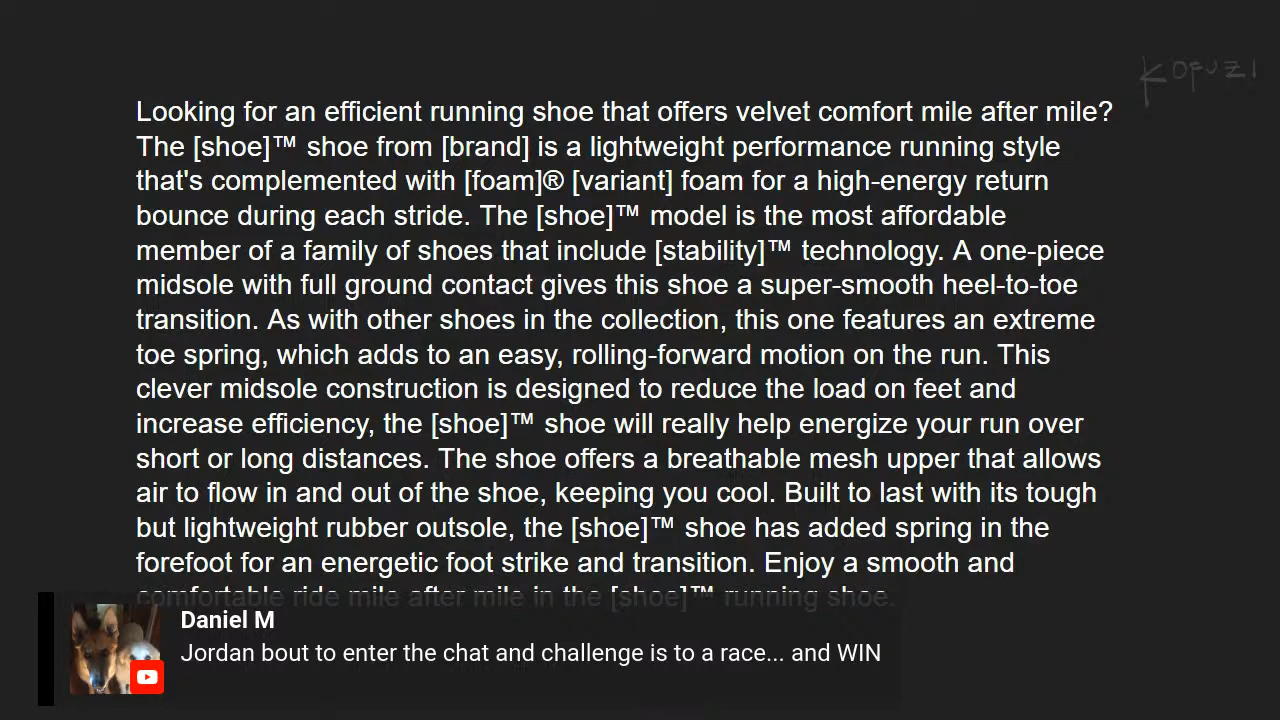 KOFUZI
Looking for an efficient running shoe that offers velvet comfort mile after mile?
The [shoe]™ shoe from [brand] is a lightweight performance running style
that's complemented with [foam]® [variant] foam for a high-energy return
bounce during each stride. The [shoe]™ model is the most affordable
member of a family of shoes that include [stability]™ technology. A one-piece
midsole with full ground contact gives this shoe a super-smooth heel-to-toe
transition. As with other shoes in the collection, this one features an extreme
toe spring, which adds to an easy, rolling-forward motion on the run. This
clever midsole construction is designed to reduce the load on feet and
increase efficiency, the [shoe]™ shoe will really help energize your run over
short or long distances. The shoe offers a breathable mesh upper that allows
air to flow in and out of the shoe, keeping you cool. Built to last with its tough
but lightweight rubber outsole, the [shoe]™ shoe has added spring in the
forefoot for an energetic foot strike and transition. Enjoy a smooth and
comfortable ride mile after mile in the [shoe]™ running shoe.
Daniel M
Jordan bout to enter the chat and challenge is to a race... and WIN